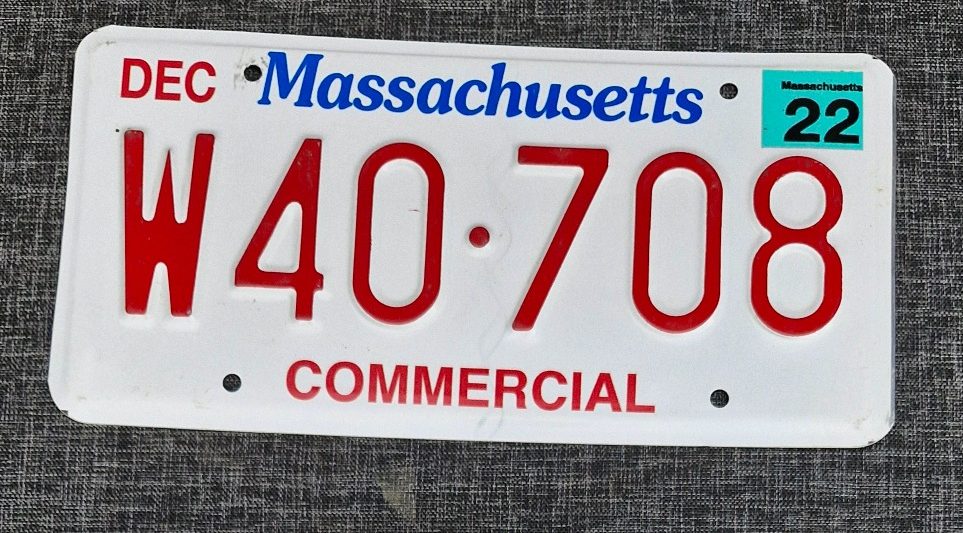 DEC Massachusetts
Massachusetts
22
W40·708
COMMERCIAL